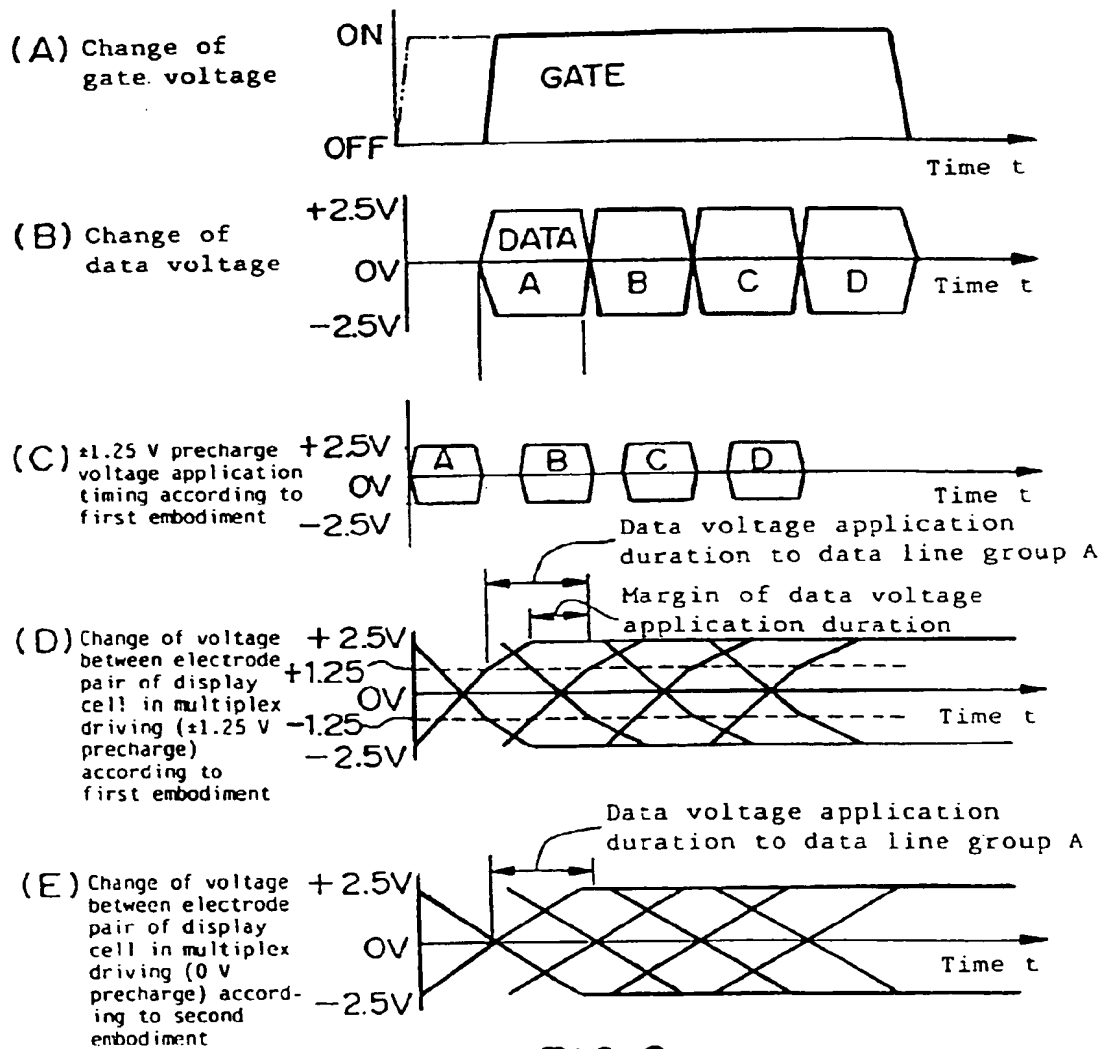 (A) Change of
gate voltage
ON
OFF
GATE
Time t
(B) Change of
data voltage
+2.5V
0V
−2.5V
DATA
A
B
C
D
Time t
(C) ±1.25 V precharge
voltage application
timing according to
first embodiment
+2.5V
0V
−2.5V
A
B
C
D
Time t
Data voltage application
duration to data line group A
Margin of data voltage
application duration
(D) Change of voltage
between electrode
pair of display
cell in multiplex
driving (±1.25 V
precharge)
according to
first embodiment
+2.5V
+1.25
0V
−1.25
−2.5V
Time t
Data voltage application
duration to data line group A
(E) Change of voltage
between electrode
pair of display
cell in multiplex
driving (0 V
precharge) accord-
ing to second
embodiment
+2.5V
0V
−2.5V
Time t